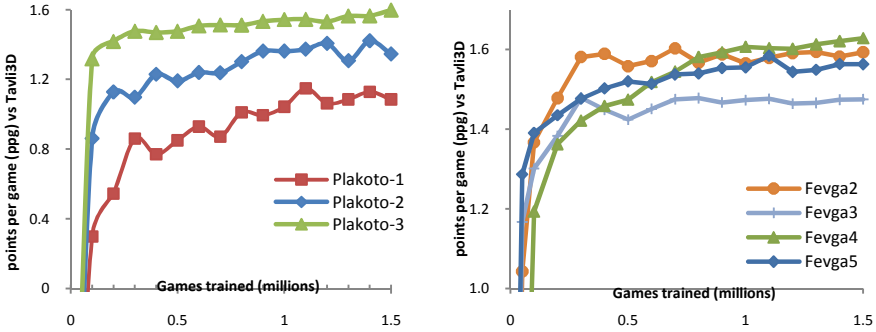 points per game (ppg) vs Tavli3D
1.6
1.2
0.8
0.4
0
Plakoto-1
Plakoto-2
Plakoto-3
Games trained (millions)
0 0.5 1 1.5
points per game (ppg) vs Tavli3D
1.6
1.4
1.2
1.0
Fevga2
Fevga3
Fevga4
Fevga5
Games trained (millions)
0 0.5 1 1.5